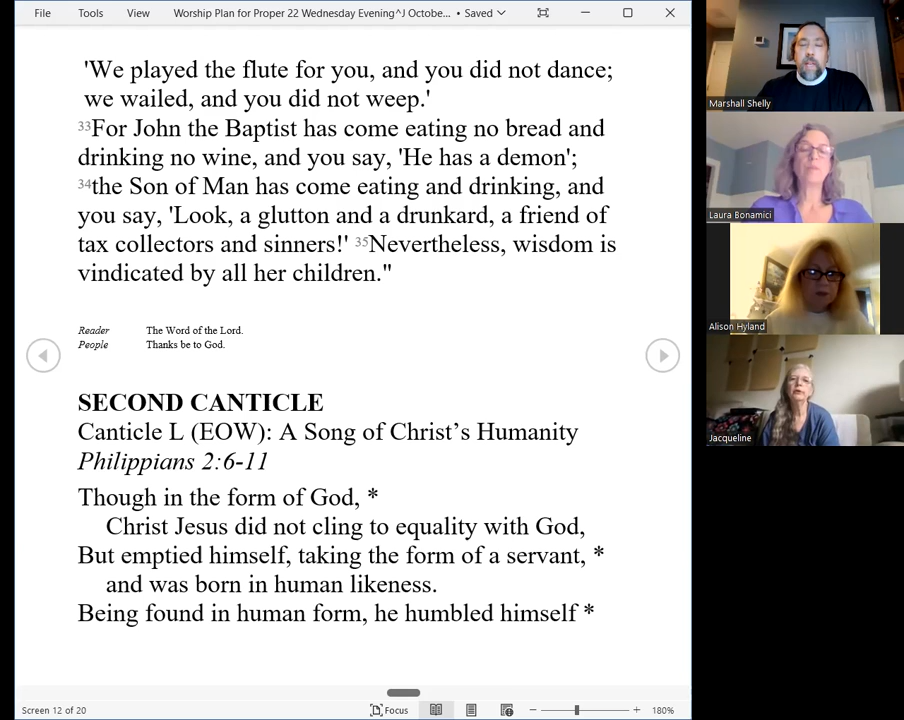 File Tools View Worship Plan for Proper 22 Wednesday Evening^J Octobe... • Saved
'We played the flute for you, and you did not dance;
we wailed, and you did not weep.'
33For John the Baptist has come eating no bread and
drinking no wine, and you say, 'He has a demon';
34the Son of Man has come eating and drinking, and
you say, 'Look, a glutton and a drunkard, a friend of
tax collectors and sinners!' 35Nevertheless, wisdom is
vindicated by all her children."
Reader The Word of the Lord.
People Thanks be to God.
SECOND CANTICLE
Canticle L (EOW): A Song of Christ's Humanity
Philippians 2:6-11
Though in the form of God, *
Christ Jesus did not cling to equality with God,
But emptied himself, taking the form of a servant, *
and was born in human likeness.
Being found in human form, he humbled himself *
Screen 12 of 20 Focus 180%
Marshall Shelly
Laura Bonamici
Alison Hyland
Jacqueline